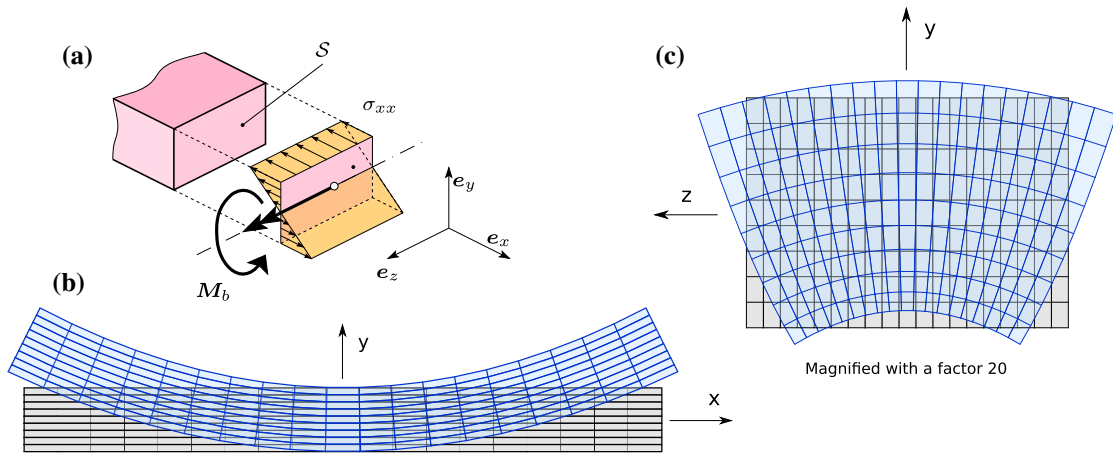 (a)
𝒮
σxx
ey
ex
ez
Mb
(b)
y
x
(c)
y
z
Magnified with a factor 20